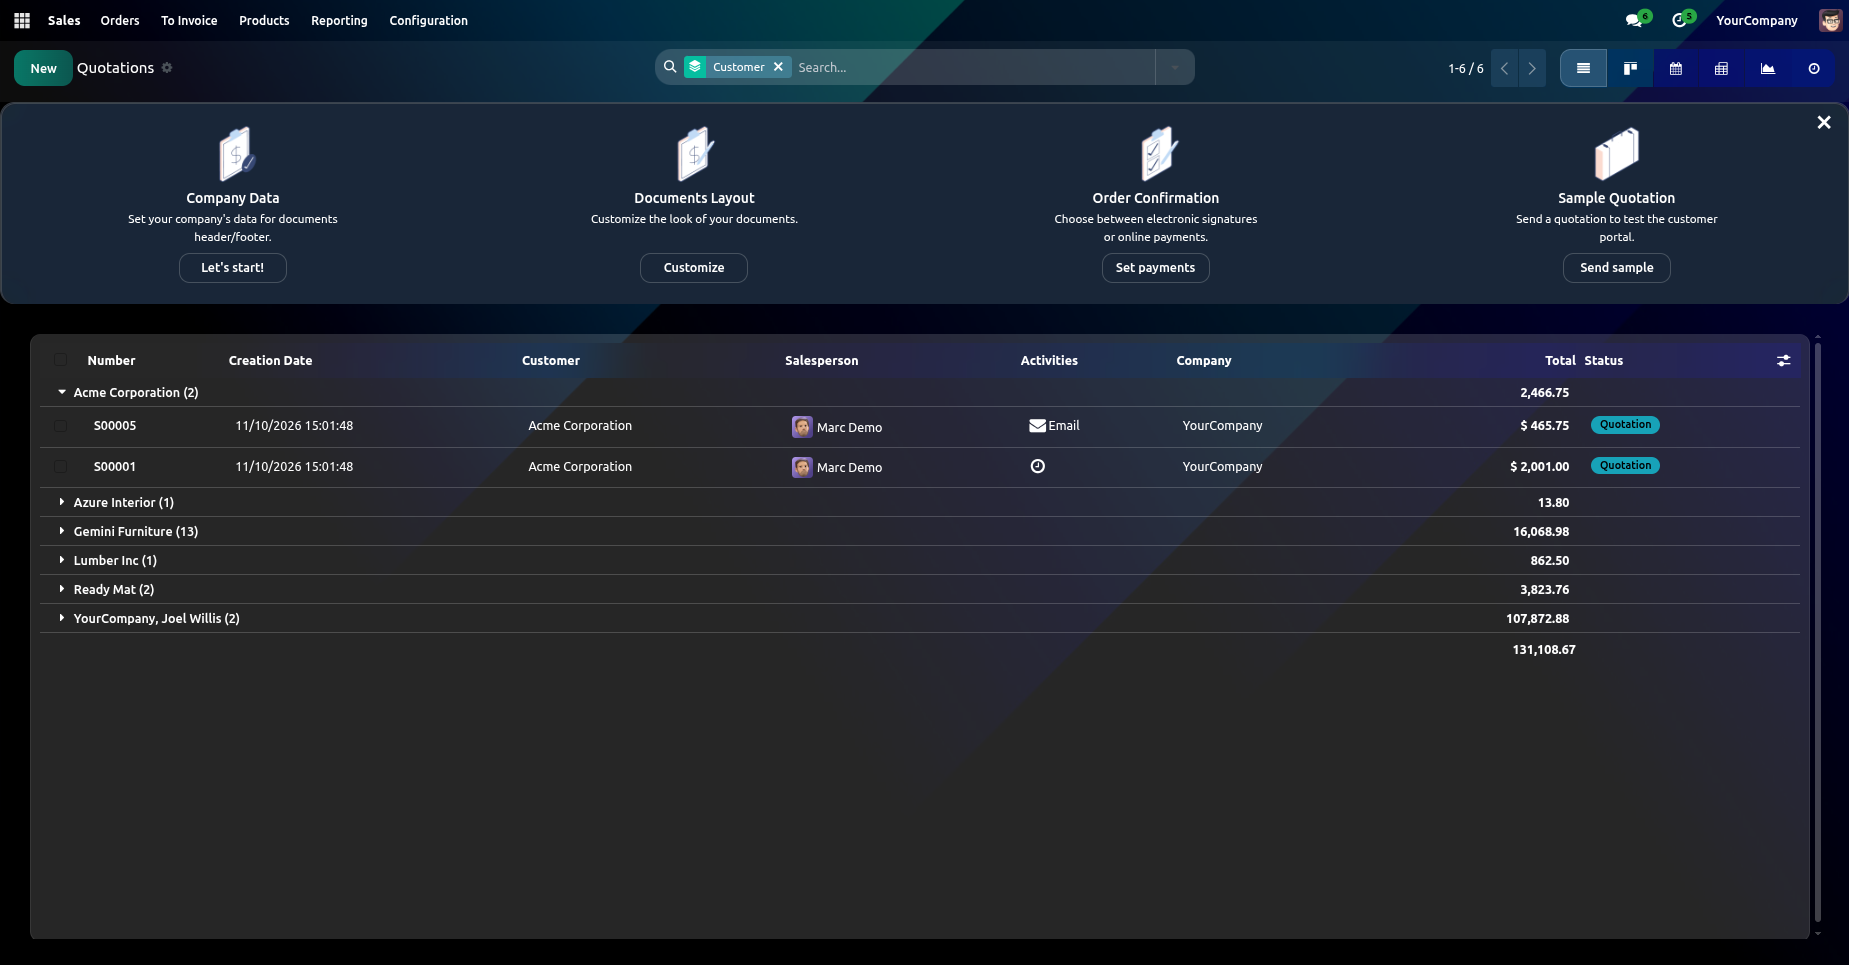 Sales Orders To Invoice Products Reporting Configuration 6 5 YourCompany
New Quotations Customer Search... 1-6 / 6
Company Data
Set your company's data for documents
header/footer.
Let's start!
Documents Layout
Customize the look of your documents.
Customize
Order Confirmation
Choose between electronic signatures
or online payments.
Set payments
Sample Quotation
Send a quotation to test the customer
portal.
Send sample
Number Creation Date Customer Salesperson Activities Company Total Status
Acme Corporation (2) 2,466.75
S00005 11/10/2026 15:01:48 Acme Corporation Marc Demo Email YourCompany $ 465.75 Quotation
S00001 11/10/2026 15:01:48 Acme Corporation Marc Demo YourCompany $ 2,001.00 Quotation
Azure Interior (1) 13.80
Gemini Furniture (13) 16,068.98
Lumber Inc (1) 862.50
Ready Mat (2) 3,823.76
YourCompany, Joel Willis (2) 107,872.88
131,108.67